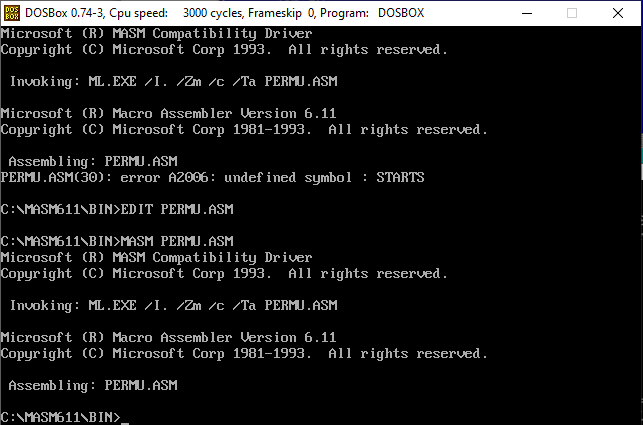 DOSBox 0.74-3, Cpu speed: 3000 cycles, Frameskip 0, Program: DOSBOX
Microsoft (R) MASM Compatibility Driver
Copyright (C) Microsoft Corp 1993. All rights reserved.
Invoking: ML.EXE /I. /Zm /c /Ta PERMU.ASM
Microsoft (R) Macro Assembler Version 6.11
Copyright (C) Microsoft Corp 1981-1993. All rights reserved.
Assembling: PERMU.ASM
PERMU.ASM(30): error A2006: undefined symbol : STARTS
C:\MASM611\BIN>EDIT PERMU.ASM
C:\MASM611\BIN>MASM PERMU.ASM
Microsoft (R) MASM Compatibility Driver
Copyright (C) Microsoft Corp 1993. All rights reserved.
Invoking: ML.EXE /I. /Zm /c /Ta PERMU.ASM
Microsoft (R) Macro Assembler Version 6.11
Copyright (C) Microsoft Corp 1981-1993. All rights reserved.
Assembling: PERMU.ASM
C:\MASM611\BIN>_